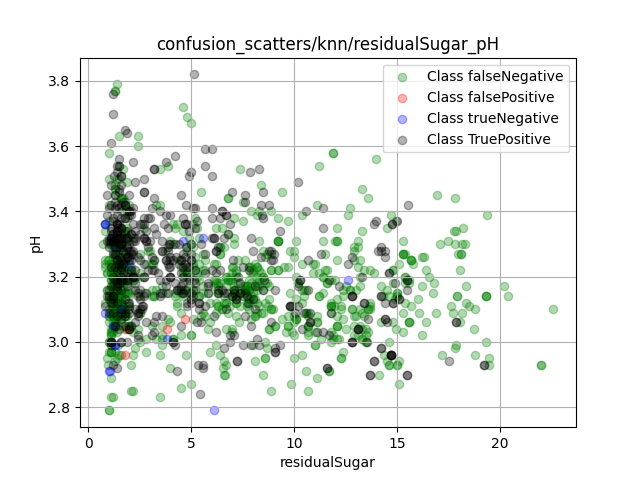 confusion_scatters/knn/residualSugar_pH
Class falseNegative
Class falsePositive
Class trueNegative
Class TruePositive
3.8
3.6
3.4
3.2
3.0
2.8
pH
0 5 10 15 20
residualSugar